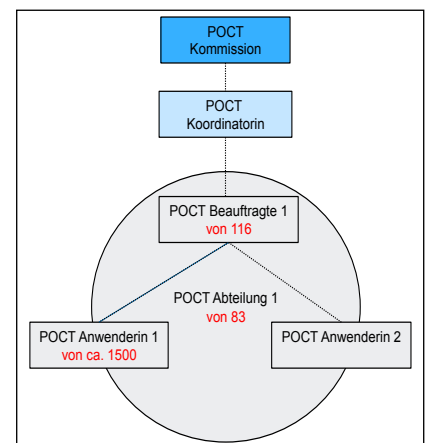 POCT
Kommission
POCT
Koordinatorin
POCT Beauftragte 1
von 116
POCT Abteilung 1
von 83
POCT Anwenderin 1
von ca. 1500
POCT Anwenderin 2